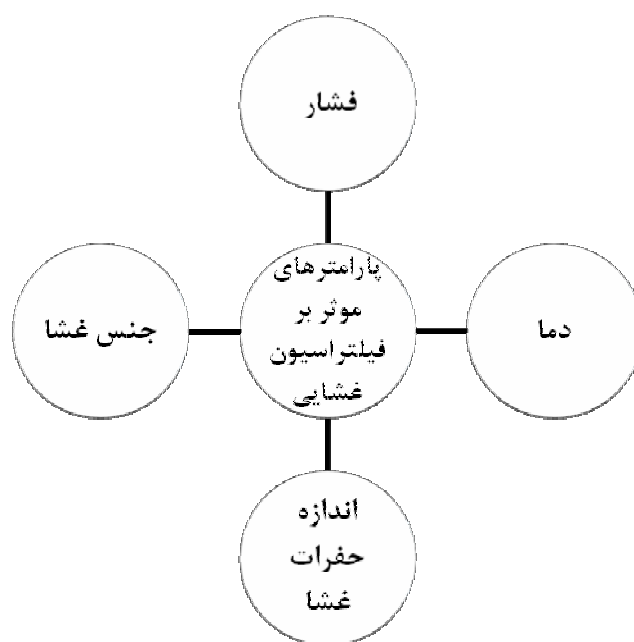 فشار
پارامترهای
موثر بر
فیلتراسیون
غشایی
دما
جنس غشا
اندازه
حفرات
غشا